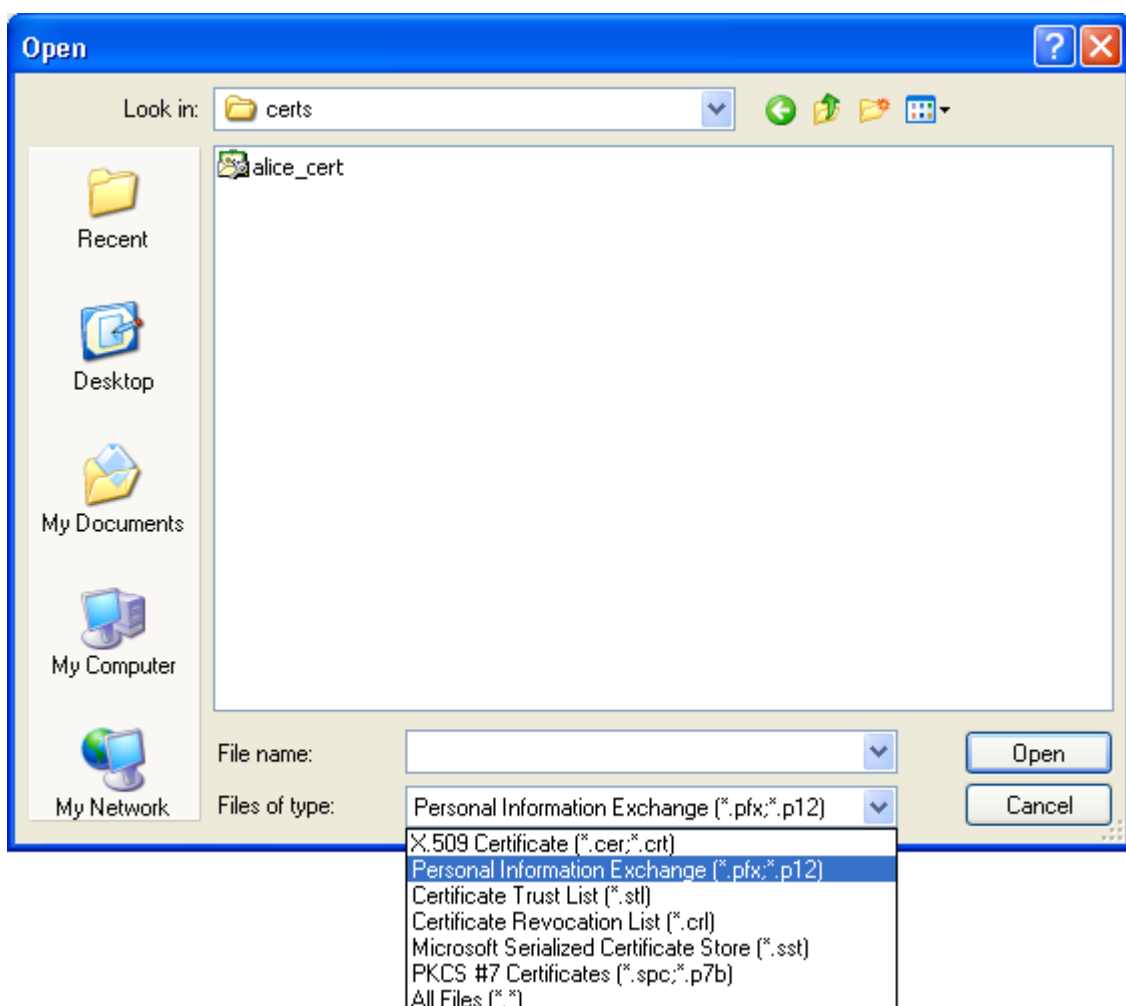 Open
Look in: certs
alice_cert
Recent
Desktop
My Documents
My Computer
My Network
File name:
Open
Files of type: Personal Information Exchange (*.pfx;*.p12)
Cancel
X.509 Certificate (*.cer;*.crt)
Personal Information Exchange (*.pfx;*.p12)
Certificate Trust List (*.stl)
Certificate Revocation List (*.crl)
Microsoft Serialized Certificate Store (*.sst)
PKCS #7 Certificates (*.spc;*.p7b)
All Files (*.*)